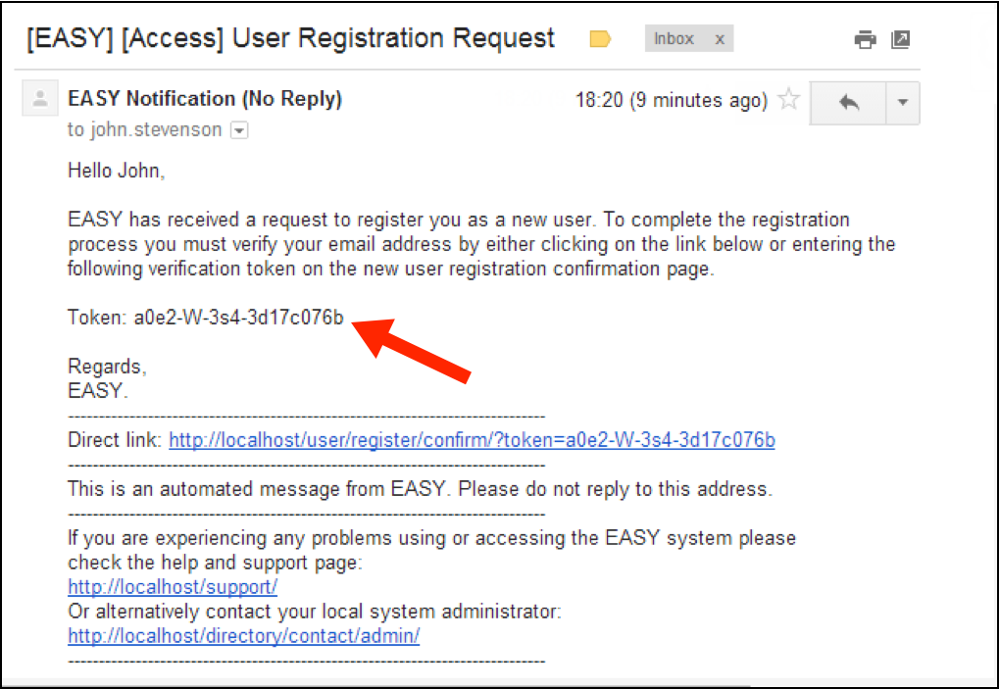 [EASY] [Access] User Registration Request Inbox x
EASY Notification (No Reply) 18:20 (9 minutes ago)
to john.stevenson
Hello John,
EASY has received a request to register you as a new user. To complete the registration
process you must verify your email address by either clicking on the link below or entering the
following verification token on the new user registration confirmation page.
Token: a0e2-W-3s4-3d17c076b
Regards,
EASY.
--------------------------------------------------------------------------------
Direct link: http://localhost/user/register/confirm/?token=a0e2-W-3s4-3d17c076b
--------------------------------------------------------------------------------
This is an automated message from EASY. Please do not reply to this address.
--------------------------------------------------------------------------------
If you are experiencing any problems using or accessing the EASY system please
check the help and support page:
http://localhost/support/
Or alternatively contact your local system administrator:
http://localhost/directory/contact/admin/
--------------------------------------------------------------------------------